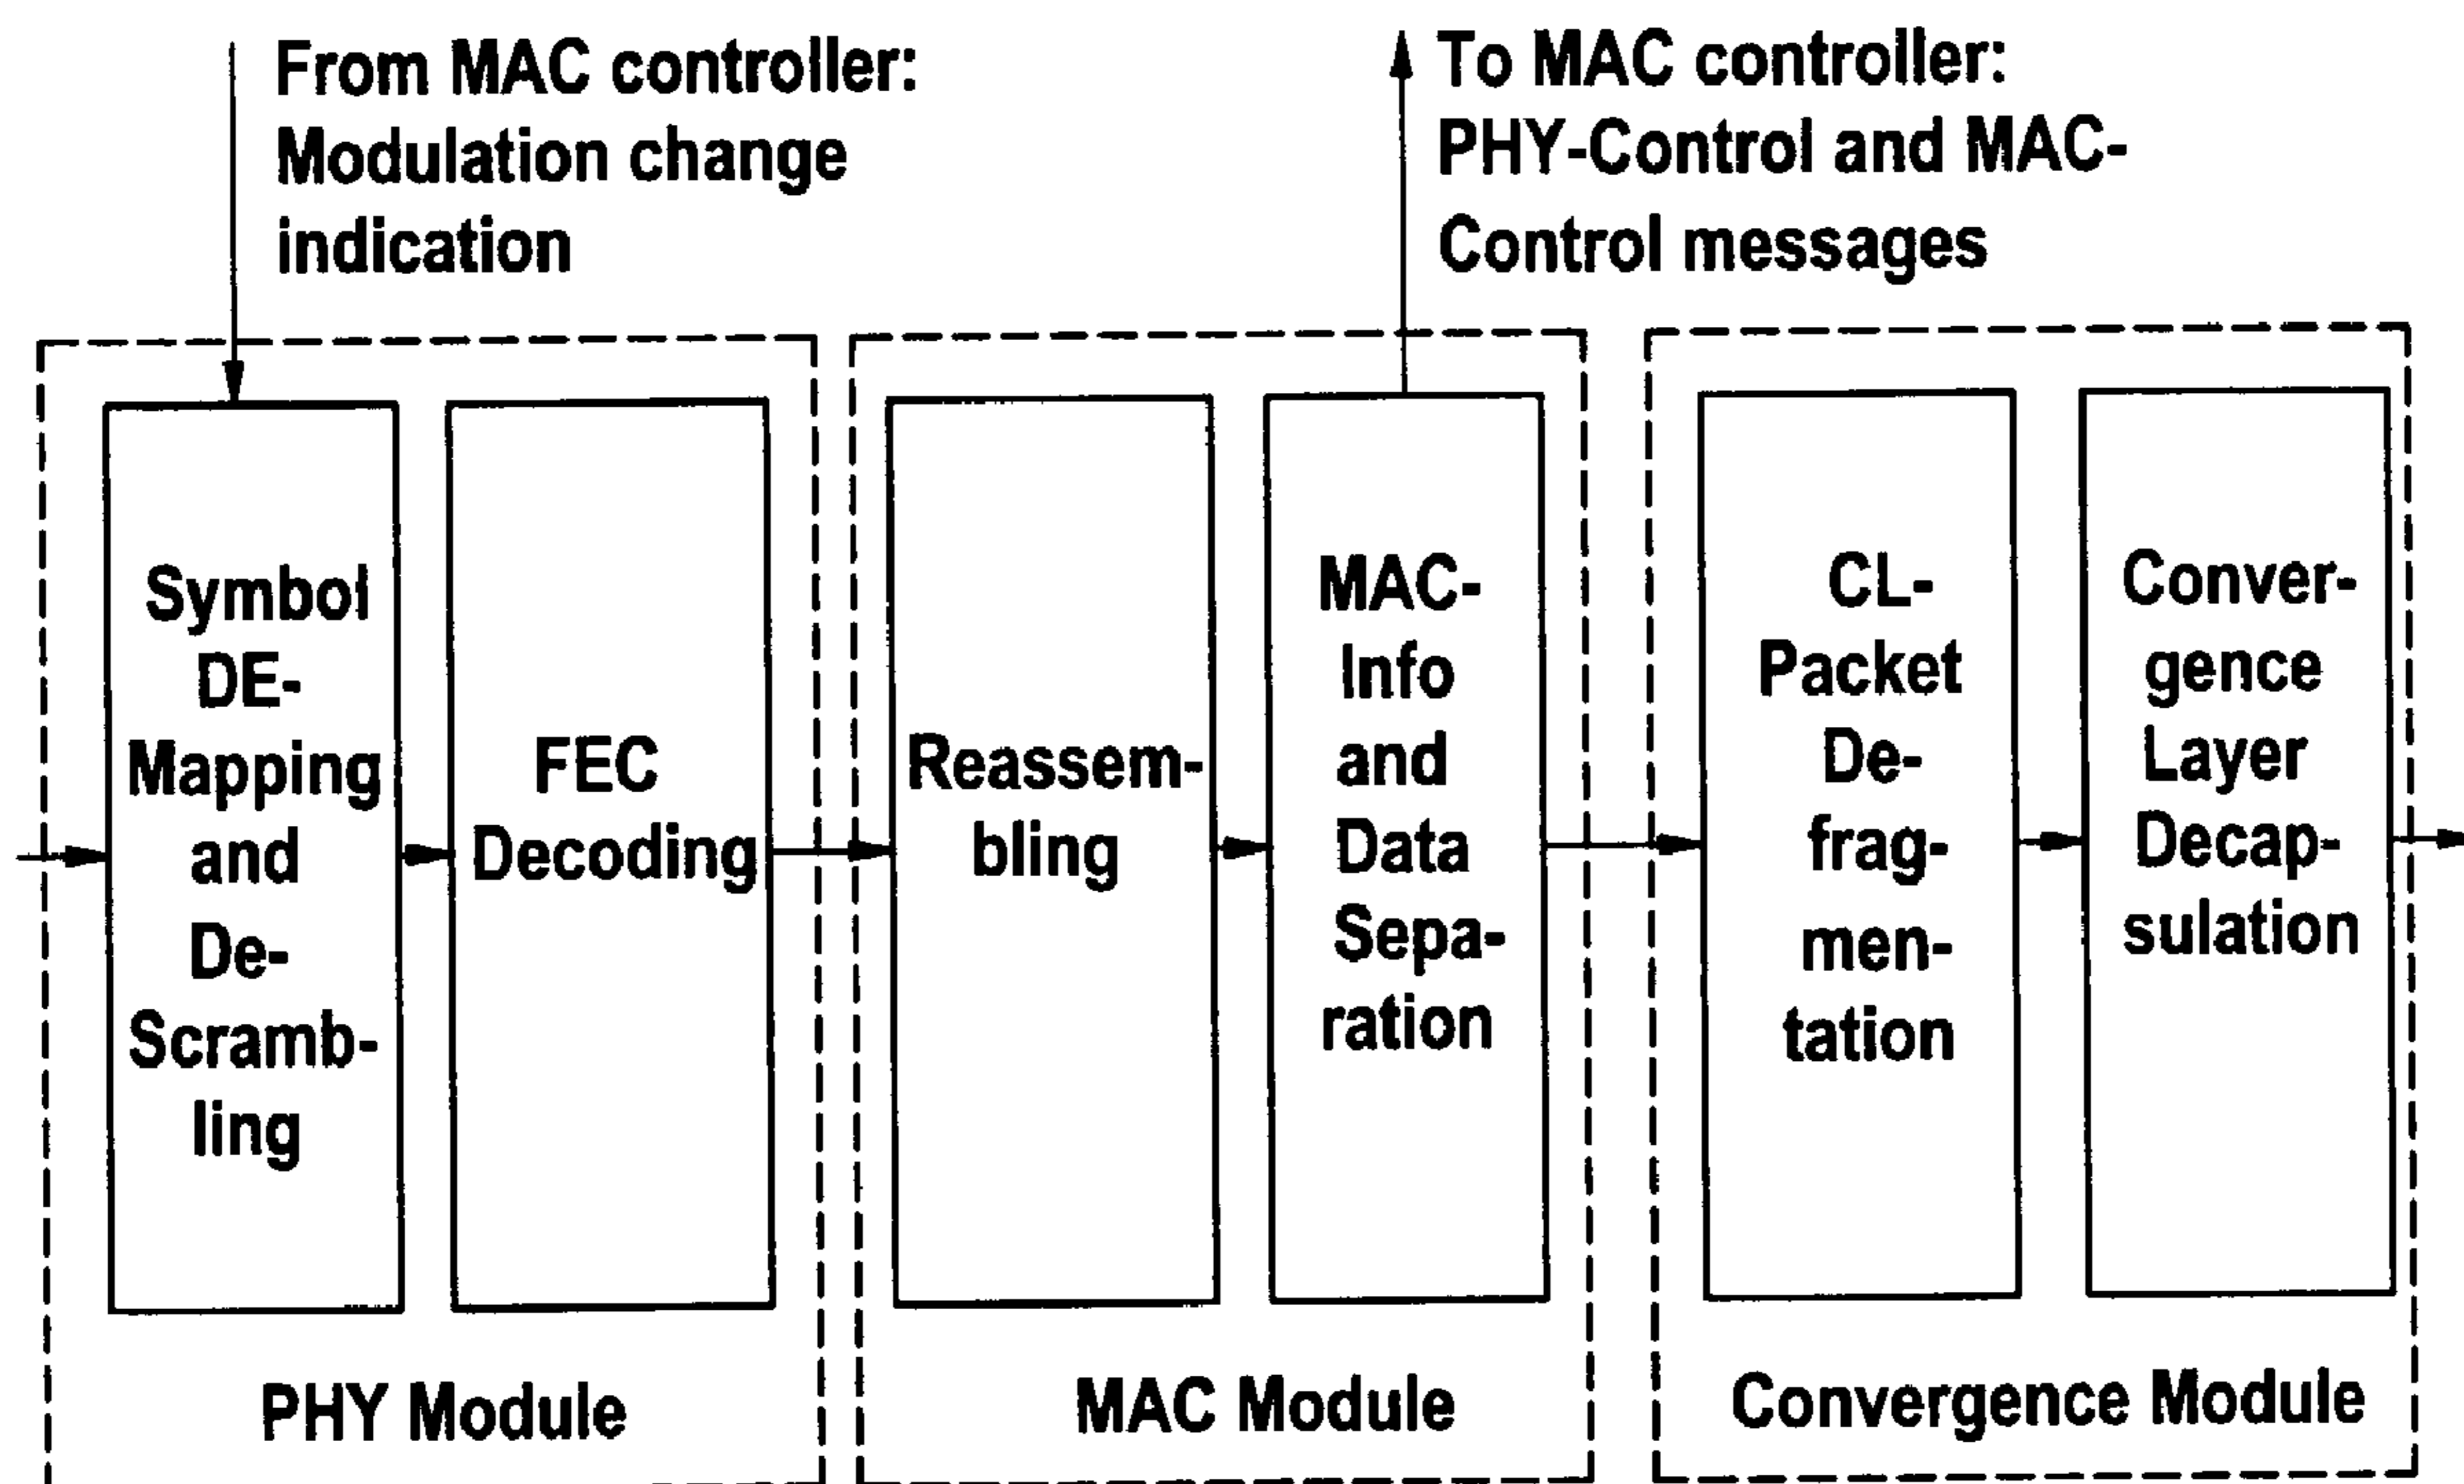 From MAC controller:
Modulation change
indication
To MAC controller:
PHY-Control and MAC-
Control messages
Symbol
DE-
Mapping
and
De-
Scramb-
ling
FEC
Decoding
Reassem-
bling
MAC-
Info
and
Data
Sepa-
ration
CL-
Packet
De-
frag-
men-
tation
Conver-
gence
Layer
Decap-
sulation
PHY Module
MAC Module
Convergence Module